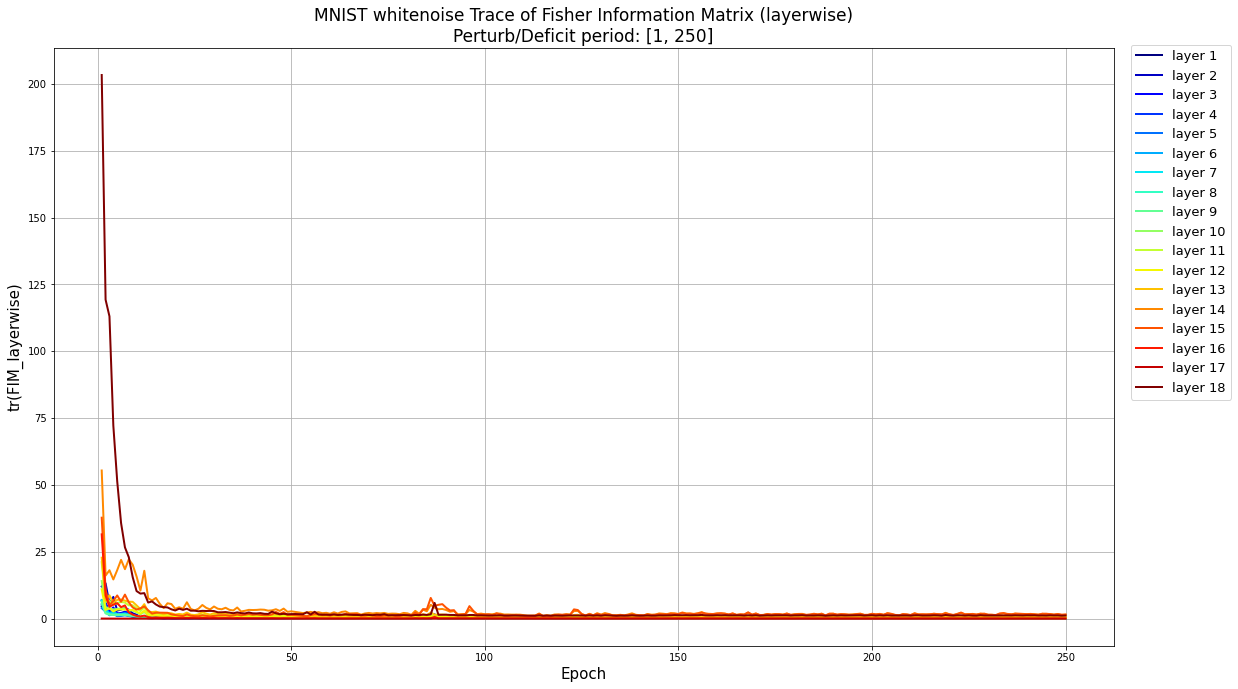 MNIST whitenoise Trace of Fisher Information Matrix (layerwise)
Perturb/Deficit period: [1, 250]
tr(FIM_layerwise)
200
175
150
125
100
75
50
25
0
0
50
100
150
200
250
Epoch
layer 1
layer 2
layer 3
layer 4
layer 5
layer 6
layer 7
layer 8
layer 9
layer 10
layer 11
layer 12
layer 13
layer 14
layer 15
layer 16
layer 17
layer 18